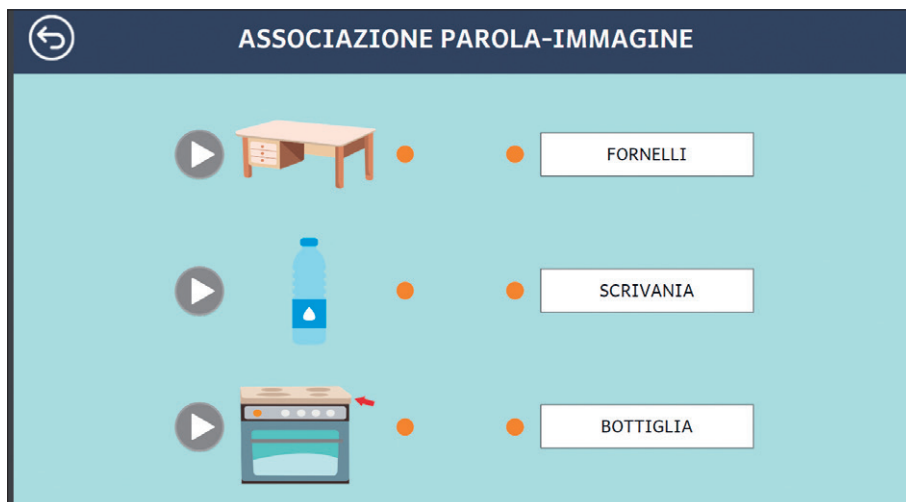 ASSOCIAZIONE PAROLA-IMMAGINE
FORNELLI
SCRIVANIA
BOTTIGLIA